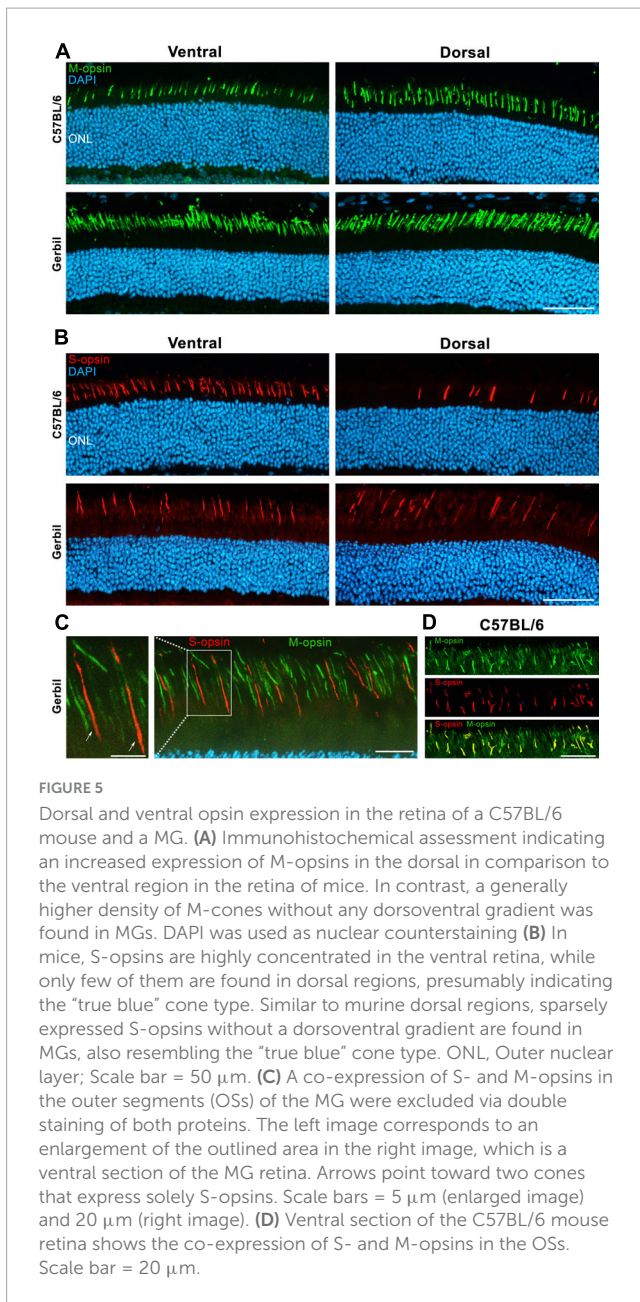 A
Ventral
Dorsal
M-opsin
DAPI
ONL
C57BL/6
Gerbil
B
Ventral
Dorsal
S-opsin
DAPI
ONL
C57BL/6
Gerbil
C
S-opsin
M-opsin
Gerbil
D
C57BL/6
M-opsin
S-opsin
S-opsin M-opsin
FIGURE 5
Dorsal and ventral opsin expression in the retina of a C57BL/6
mouse and a MG. (A) Immunohistochemical assessment indicating
an increased expression of M-opsins in the dorsal in comparison to
the ventral region in the retina of mice. In contrast, a generally
higher density of M-cones without any dorsoventral gradient was
found in MGs. DAPI was used as nuclear counterstaining (B) In
mice, S-opsins are highly concentrated in the ventral retina, while
only few of them are found in dorsal regions, presumably indicating
the “true blue” cone type. Similar to murine dorsal regions, sparsely
expressed S-opsins without a dorsoventral gradient are found in
MGs, also resembling the “true blue” cone type. ONL, Outer nuclear
layer; Scale bar = 50 μm. (C) A co-expression of S- and M-opsins in
the outer segments (OSs) of the MG were excluded via double
staining of both proteins. The left image corresponds to an
enlargement of the outlined area in the right image, which is a
ventral section of the MG retina. Arrows point toward two cones
that express solely S-opsins. Scale bars = 5 μm (enlarged image)
and 20 μm (right image). (D) Ventral section of the C57BL/6 mouse
retina shows the co-expression of S- and M-opsins in the OSs.
Scale bar = 20 μm.